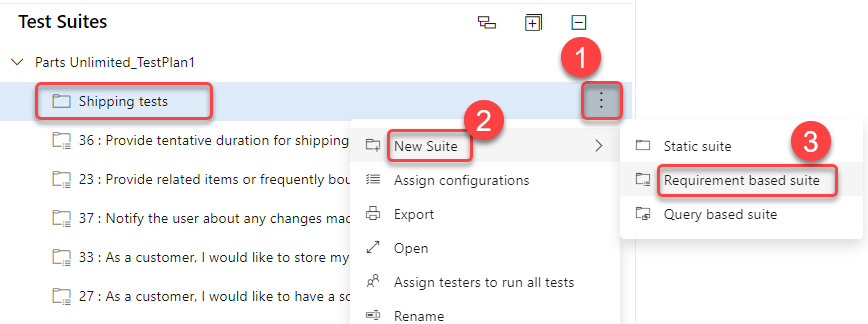 Test Suites
Parts Unlimited_TestPlan1
1
Shipping tests
36 : Provide tentative duration for shipping
2
New Suite
Static suite
3
23 : Provide related items or frequently bou
Assign configurations
Requirement based suite
37 : Notify the user about any changes mad
Export
Query based suite
33 : As a customer, I would like to store my
Open
Assign testers to run all tests
27 : As a customer, I would like to have a sc
Rename